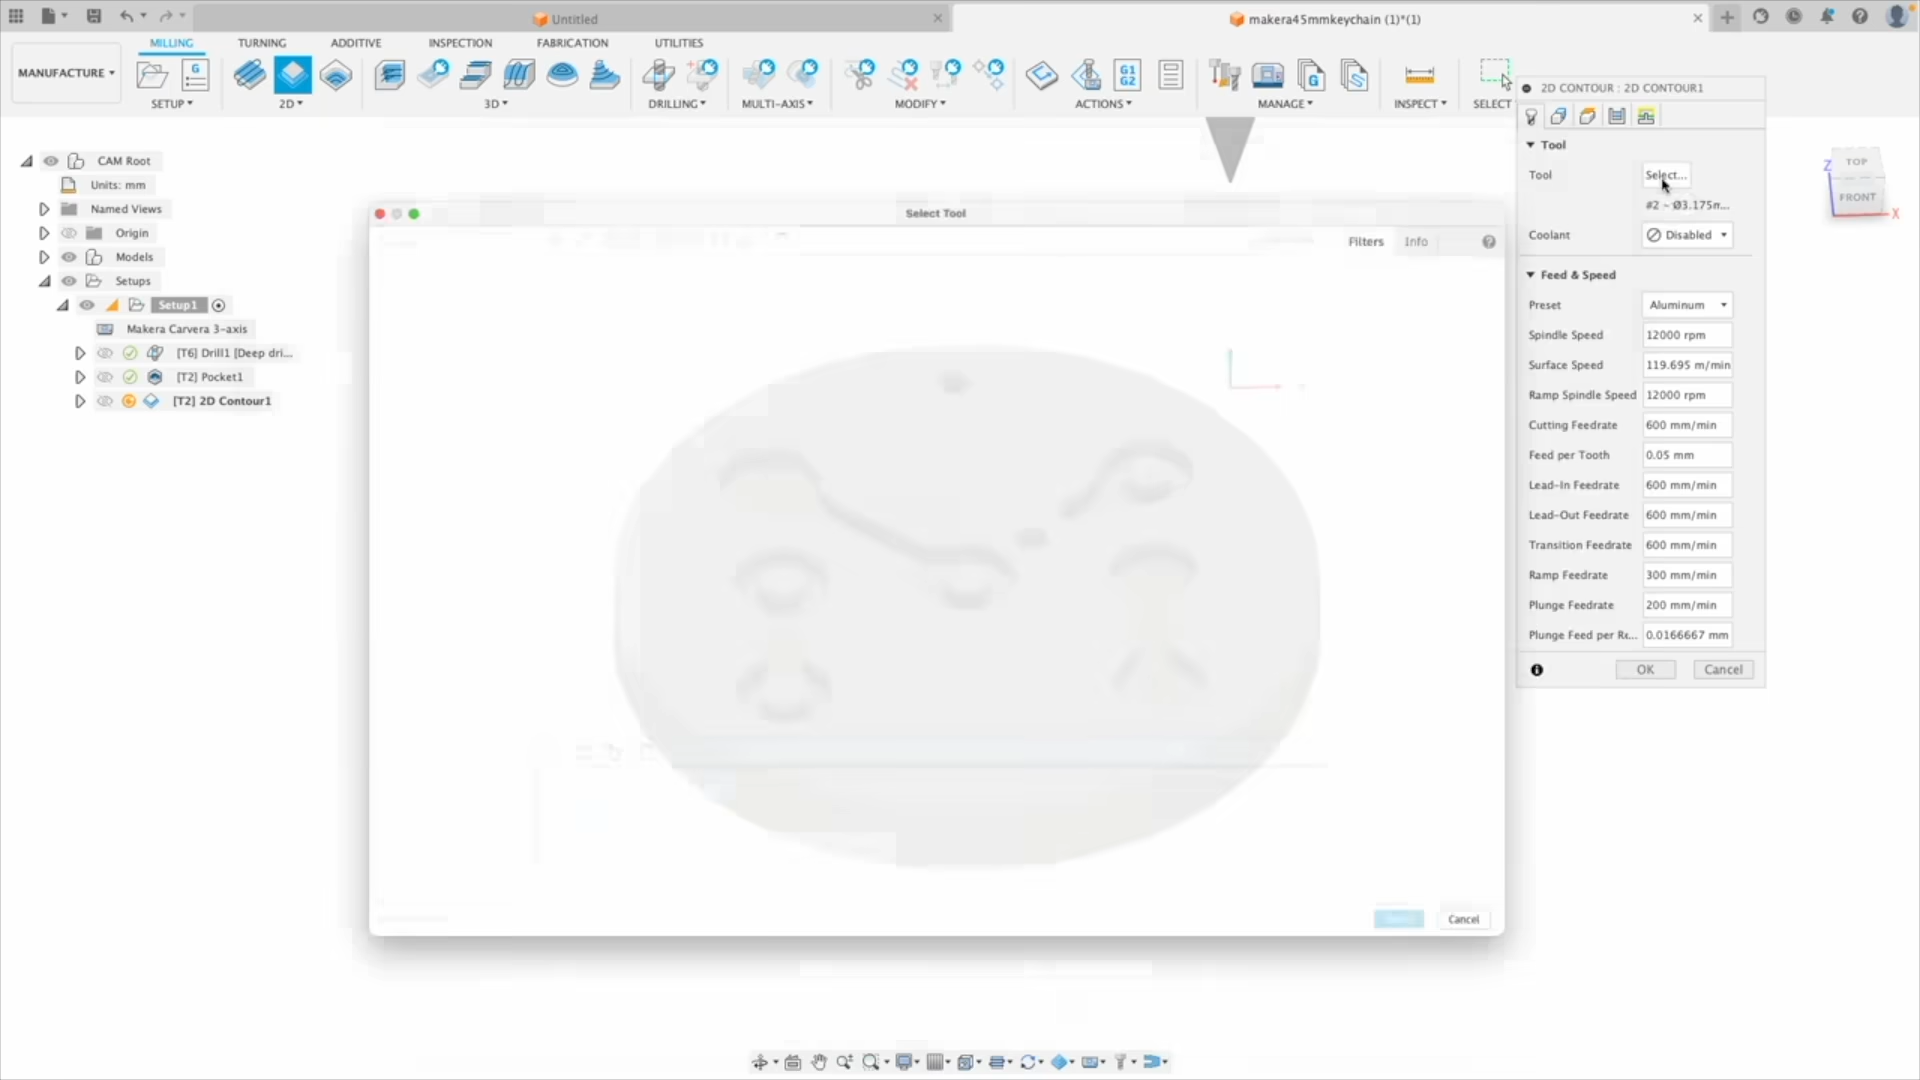 Untitled
makera45mmkeychain (1)*(1)
MANUFACTURE
MILLING
TURNING
ADDITIVE
INSPECTION
FABRICATION
UTILITIES
G
G1
G2
G
SETUP
2D
3D
DRILLING
MULTI-AXIS
MODIFY
ACTIONS
MANAGE
INSPECT
SELECT
CAM Root
Units: mm
Named Views
Origin
Models
Setups
Setup1
Makera Carvera 3-axis
[T6] Drill1 [Deep dri...
[T2] Pocket1
[T2] 2D Contour1
Select Tool
Filters
Info
Cancel
2D CONTOUR : 2D CONTOUR1
Tool
Tool
Select...
#2 - Ø3.175m...
Coolant
Disabled
Feed & Speed
Preset
Aluminum
Spindle Speed
12000 rpm
Surface Speed
119.695 m/min
Ramp Spindle Speed
12000 rpm
Cutting Feedrate
600 mm/min
Feed per Tooth
0.05 mm
Lead-In Feedrate
600 mm/min
Lead-Out Feedrate
600 mm/min
Transition Feedrate
600 mm/min
Ramp Feedrate
300 mm/min
Plunge Feedrate
200 mm/min
Plunge Feed per Re...
0.0166667 mm
OK
Cancel
TOP
FRONT
Z
X